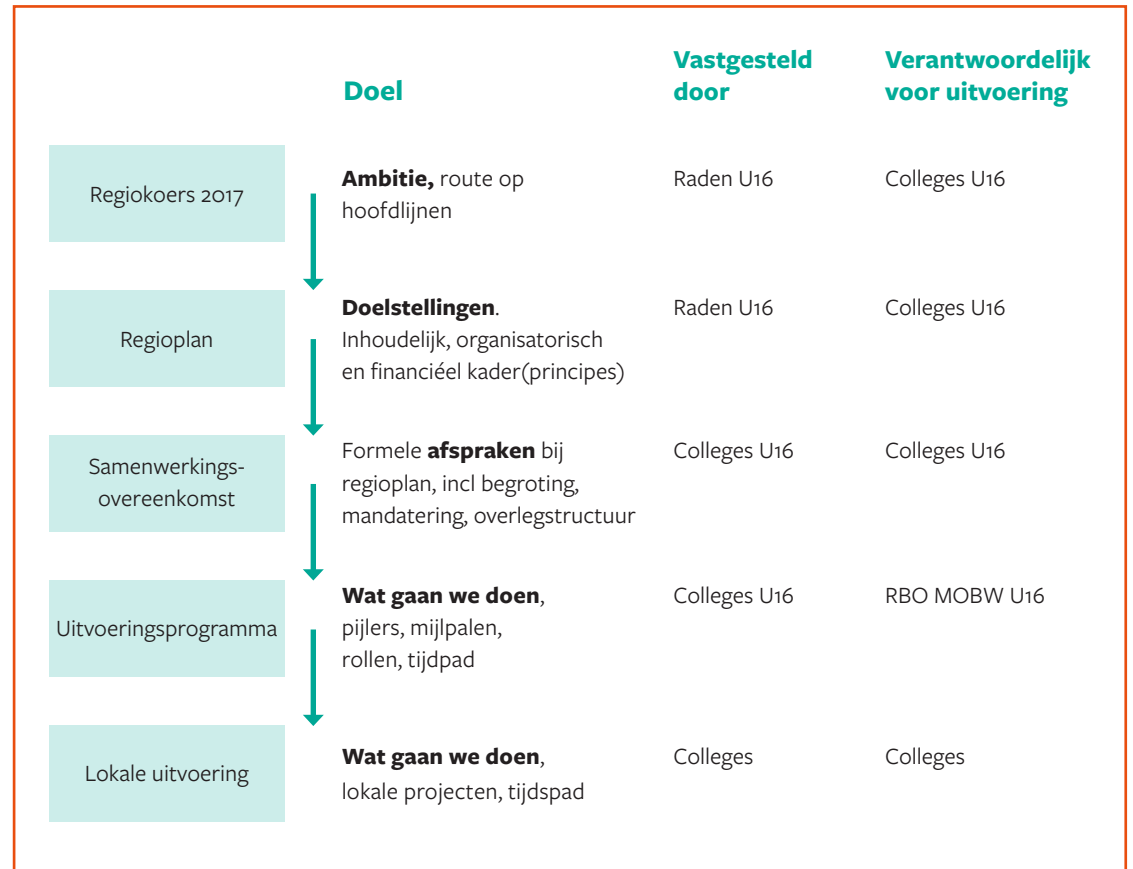 Doel
Vastgesteld
door
Verantwoordelijk
voor uitvoering
Regiokoers 2017
Ambitie, route op
hoofdlijnen
Raden U16
Colleges U16
Regioplan
Doelstellingen.
Inhoudelijk, organisatorisch
en financiéel kader(principes)
Raden U16
Colleges U16
Samenwerkings-
overeenkomst
Formele afspraken bij
regioplan, incl begroting,
mandatering, overlegstructuur
Colleges U16
Colleges U16
Uitvoeringsprogramma
Wat gaan we doen,
pijlers, mijlpalen,
rollen, tijdpad
Colleges U16
RBO MOBW U16
Lokale uitvoering
Wat gaan we doen,
lokale projecten, tijdspad
Colleges
Colleges